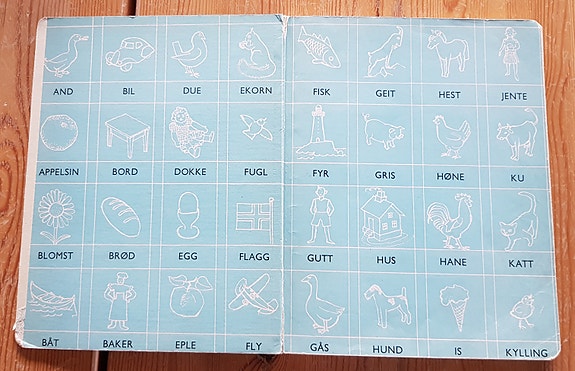 AND BIL DUE EKORN FISK GEIT HEST JENTE
APPELSIN BORD DOKKE FUGL FYR GRIS HØNE KU
BLOMST BRØD EGG FLAGG GUTT HUS HANE KATT
BÅT BAKER EPLE FLY GÅS HUND IS KYLLING